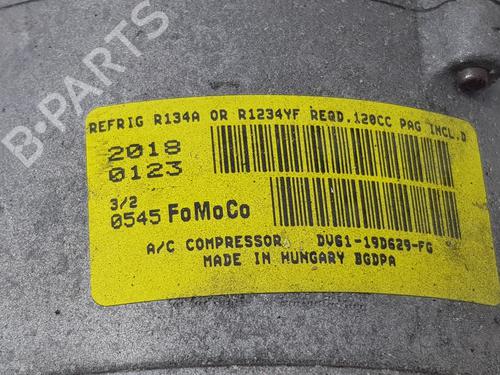 B-PARTS
REFRIG R134A OR R1234YF REQD.120CC PAG INCL.D
2018
0123
3/2
0545 FoMoCo
A/C COMPRESSOR DV61-19D629-FG
MADE IN HUNGARY BGDPA